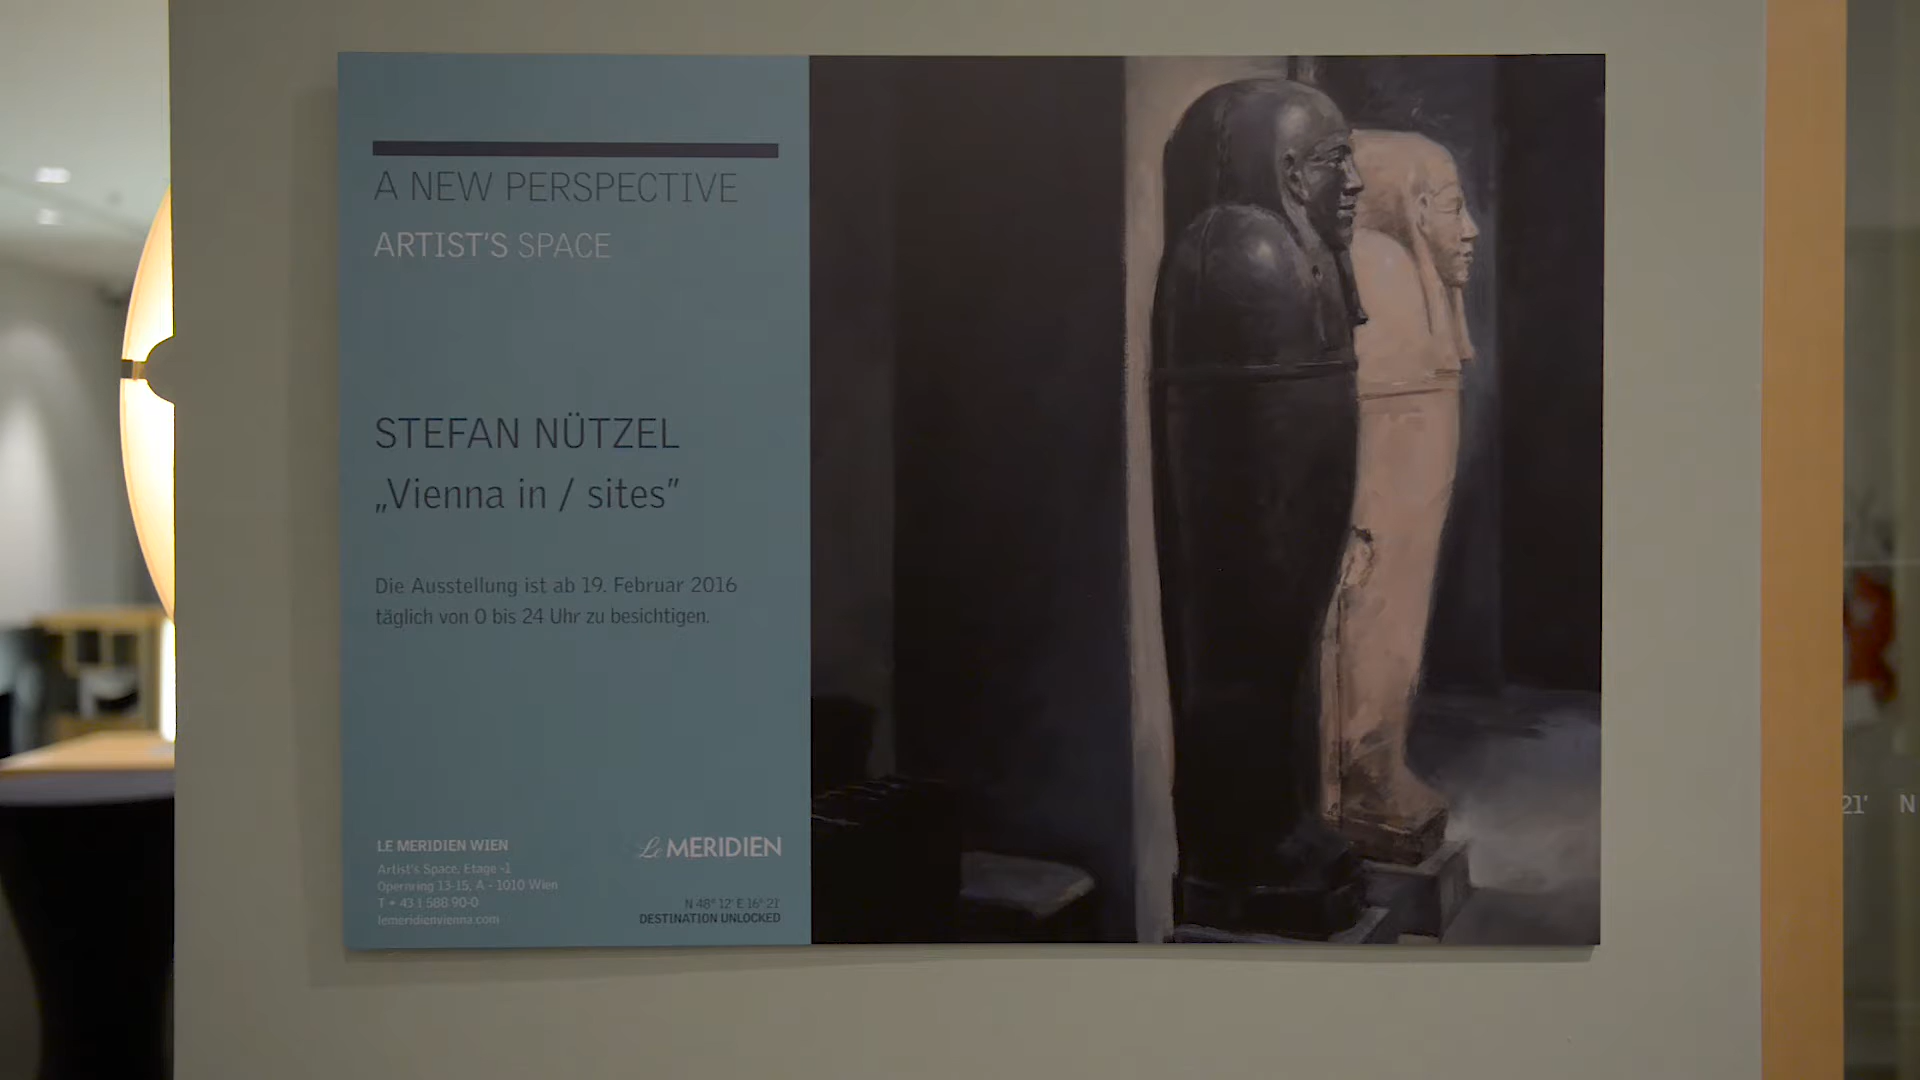 A NEW PERSPECTIVE
ARTIST'S SPACE
STEFAN NÜTZEL
„Vienna in / sites”
Die Ausstellung ist ab 19. Februar 2016
täglich von 0 bis 24 Uhr zu besichtigen.
LE MERIDIEN WIEN
Artist's Space, Etage -1
Opernring 13-15, A - 1010 Wien
T + 43 1 588 90-0
lemeridienvienna.com
Le MERIDIEN
N 48° 12' E 16° 21'
DESTINATION UNLOCKED
21' N